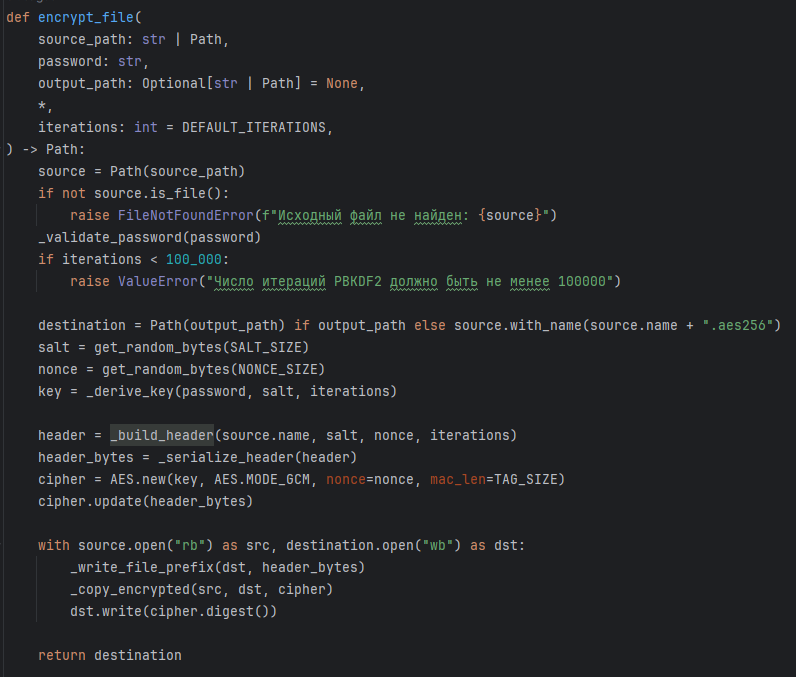 def encrypt_file(
    source_path: str | Path,
    password: str,
    output_path: Optional[str | Path] = None,
    *,
    iterations: int = DEFAULT_ITERATIONS,
) -> Path:
    source = Path(source_path)
    if not source.is_file():
        raise FileNotFoundError(f"Исходный файл не найден: {source}")
    _validate_password(password)
    if iterations < 100_000:
        raise ValueError("Число итераций PBKDF2 должно быть не менее 100000")
    destination = Path(output_path) if output_path else source.with_name(source.name + ".aes256")
    salt = get_random_bytes(SALT_SIZE)
    nonce = get_random_bytes(NONCE_SIZE)
    key = _derive_key(password, salt, iterations)
    header = _build_header(source.name, salt, nonce, iterations)
    header_bytes = _serialize_header(header)
    cipher = AES.new(key, AES.MODE_GCM, nonce=nonce, mac_len=TAG_SIZE)
    cipher.update(header_bytes)
    with source.open("rb") as src, destination.open("wb") as dst:
        _write_file_prefix(dst, header_bytes)
        _copy_encrypted(src, dst, cipher)
        dst.write(cipher.digest())
    return destination